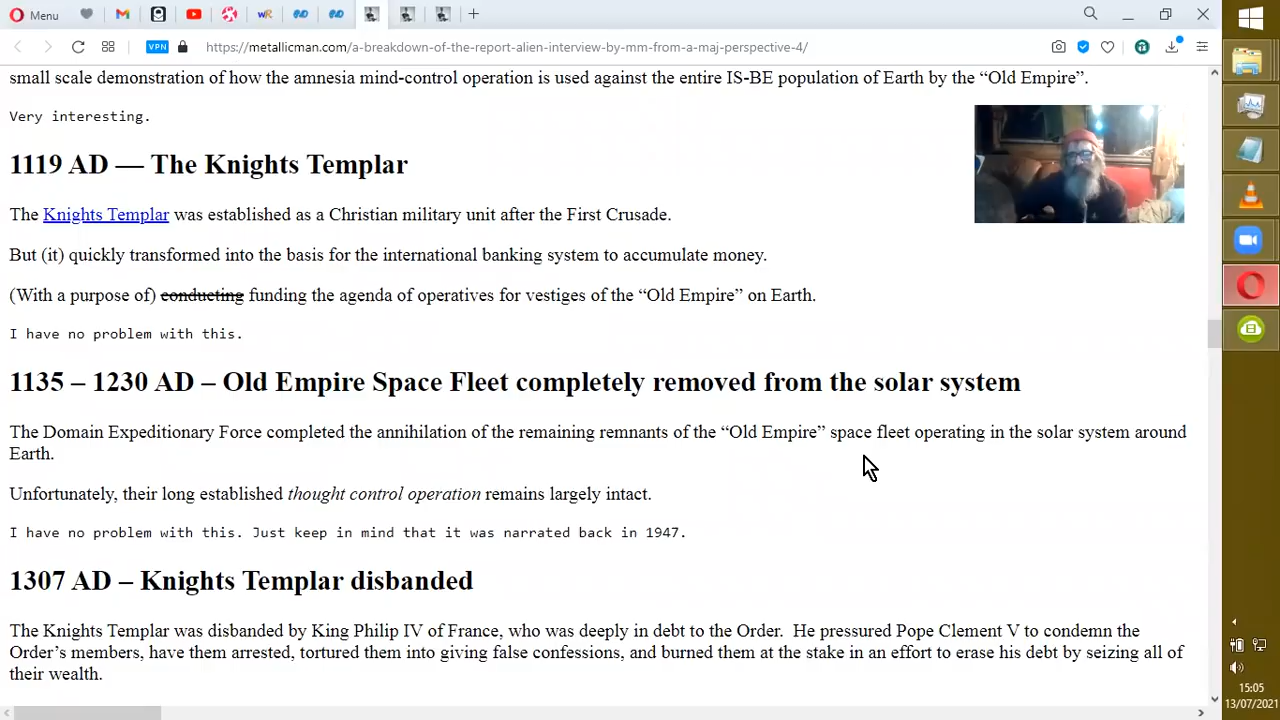 Menu
https://metallicman.com/a-breakdown-of-the-report-alien-interview-by-mm-from-a-maj-perspective-4/
VPN
small scale demonstration of how the amnesia mind-control operation is used against the entire IS-BE population of Earth by the “Old Empire”.
Very interesting.
1119 AD — The Knights Templar
The Knights Templar was established as a Christian military unit after the First Crusade.
But (it) quickly transformed into the basis for the international banking system to accumulate money.
(With a purpose of) conducting funding the agenda of operatives for vestiges of the “Old Empire” on Earth.
I have no problem with this.
1135 – 1230 AD – Old Empire Space Fleet completely removed from the solar system
The Domain Expeditionary Force completed the annihilation of the remaining remnants of the “Old Empire” space fleet operating in the solar system around
Earth.
Unfortunately, their long established thought control operation remains largely intact.
I have no problem with this. Just keep in mind that it was narrated back in 1947.
1307 AD – Knights Templar disbanded
The Knights Templar was disbanded by King Philip IV of France, who was deeply in debt to the Order.  He pressured Pope Clement V to condemn the
Order’s members, have them arrested, tortured them into giving false confessions, and burned them at the stake in an effort to erase his debt by seizing all of
their wealth.
15:05
13/07/2021